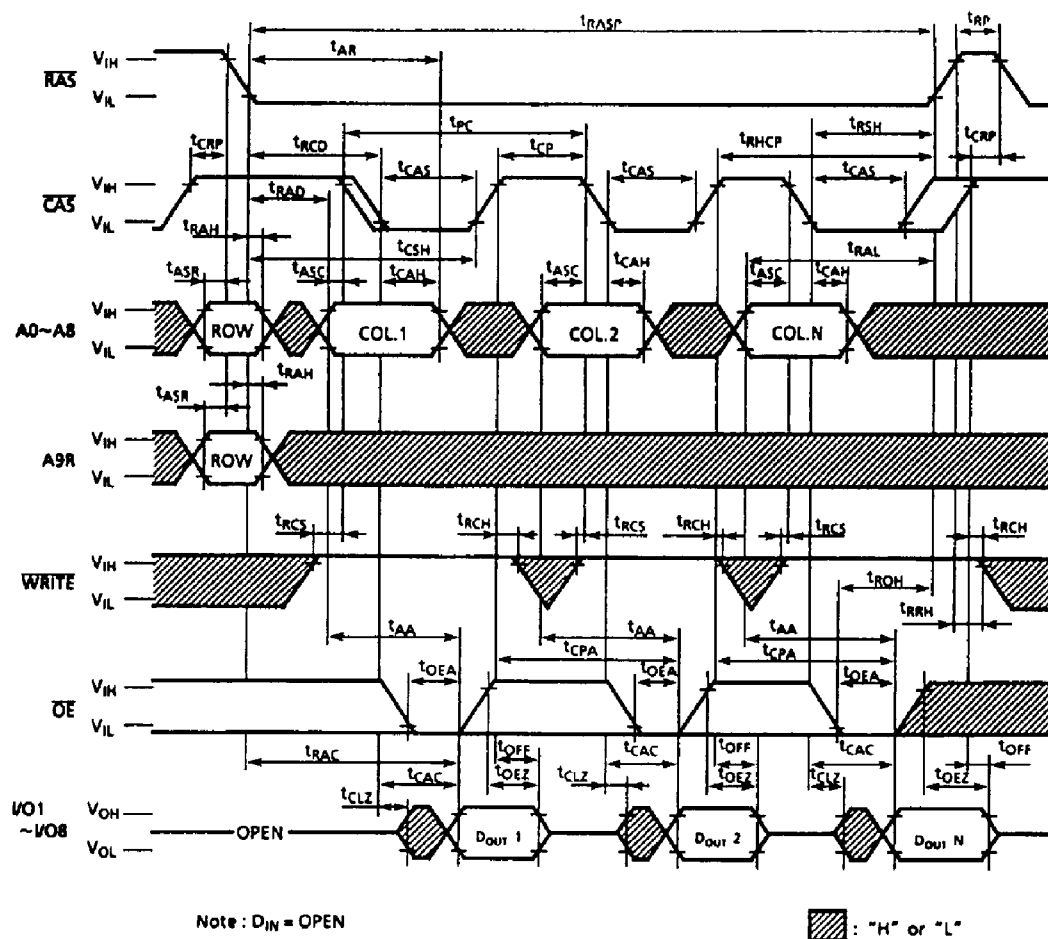 tRASP tRP
tAR
RAS VIH
VIL
tPC tRSH
tCRP tRCD tCP tRHCP tCRP
tCAS tCAS tCAS
CAS VIH
VIL
tRAD
tRAH tCSH tRAL
tASR tASC tCAH tASC tCAH tASC tCAH
A0~A8 VIH
VIL
ROW COL.1 COL.2 COL.N
tRAH
tASR
A9R VIH
VIL
ROW
tRCS tRCH tRCS tRCH tRCS tRCH
WRITE VIH
VIL
tROH
tRRH
tAA tAA tAA
tCPA tCPA
tOEA tOEA tOEA
OE VIH
VIL
tRAC tOFF tCAC tOFF tCAC tOFF
tCAC tOEZ tCLZ tOEZ tCLZ tOEZ
tCLZ
I/O1 ~I/O8 VOH
VOL
OPEN DOUT 1 DOUT 2 DOUT N
Note : DIN = OPEN
: "H" or "L"